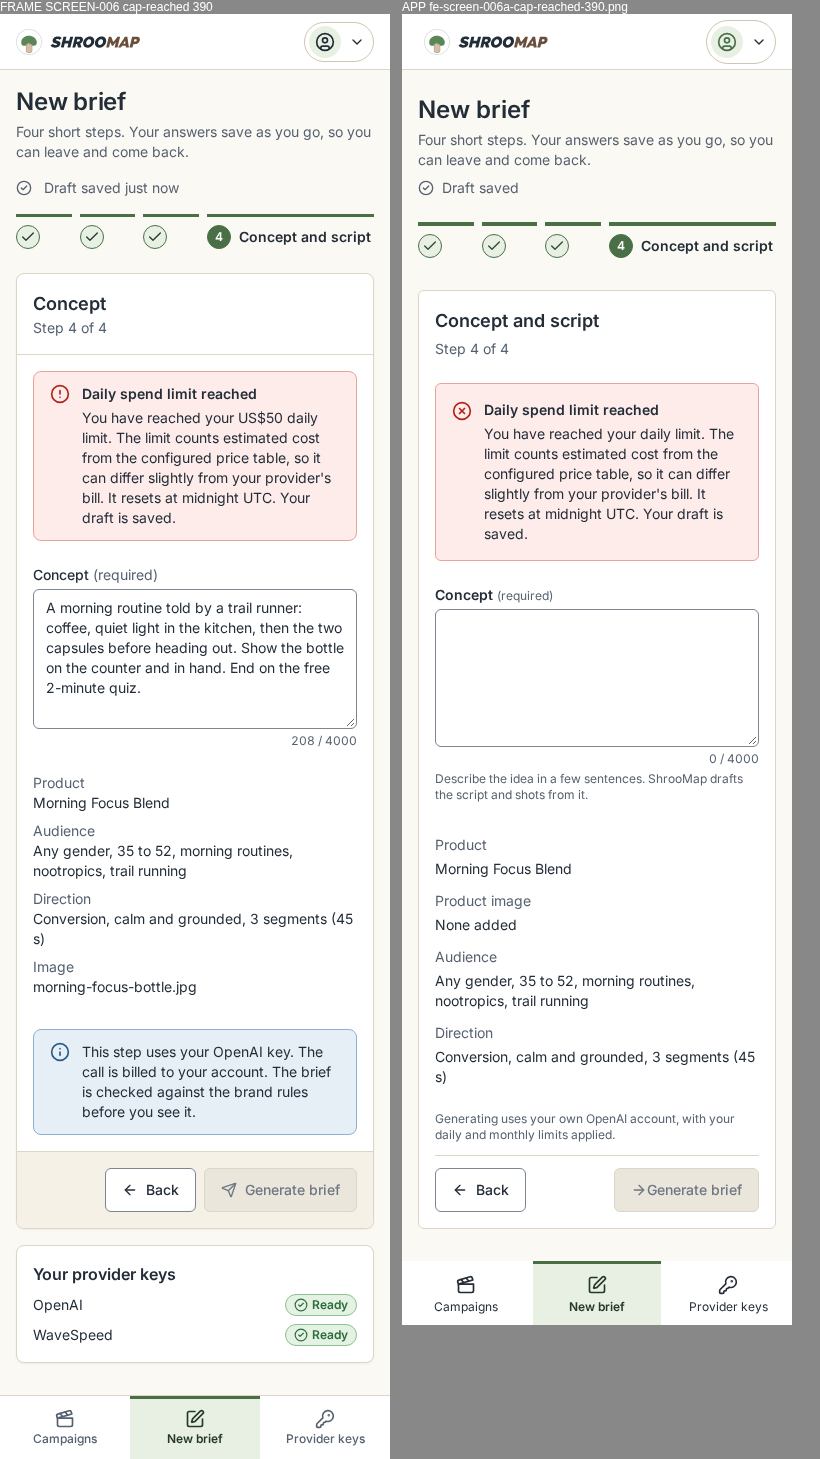 FRAME SCREEN-006 cap-reached 390
SHROOMAP
New brief
Four short steps. Your answers save as you go, so you
can leave and come back.
Draft saved just now
4 Concept and script
Concept
Step 4 of 4
Daily spend limit reached
You have reached your US$50 daily
limit. The limit counts estimated cost
from the configured price table, so it
can differ slightly from your provider's
bill. It resets at midnight UTC. Your
draft is saved.
Concept (required)
A morning routine told by a trail runner:
coffee, quiet light in the kitchen, then the two
capsules before heading out. Show the bottle
on the counter and in hand. End on the free
2-minute quiz.
208 / 4000
Product
Morning Focus Blend
Audience
Any gender, 35 to 52, morning routines,
nootropics, trail running
Direction
Conversion, calm and grounded, 3 segments (45
s)
Image
morning-focus-bottle.jpg
This step uses your OpenAI key. The
call is billed to your account. The brief
is checked against the brand rules
before you see it.
Back
Generate brief
Your provider keys
OpenAI
Ready
WaveSpeed
Ready
Campaigns
New brief
Provider keys
APP fe-screen-006a-cap-reached-390.png
SHROOMAP
New brief
Four short steps. Your answers save as you go, so you
can leave and come back.
Draft saved
4 Concept and script
Concept and script
Step 4 of 4
Daily spend limit reached
You have reached your daily limit. The
limit counts estimated cost from the
configured price table, so it can differ
slightly from your provider's bill. It
resets at midnight UTC. Your draft is
saved.
Concept (required)
0 / 4000
Describe the idea in a few sentences. ShrooMap drafts
the script and shots from it.
Product
Morning Focus Blend
Product image
None added
Audience
Any gender, 35 to 52, morning routines,
nootropics, trail running
Direction
Conversion, calm and grounded, 3 segments (45
s)
Generating uses your own OpenAI account, with your
daily and monthly limits applied.
Back
Generate brief
Campaigns
New brief
Provider keys